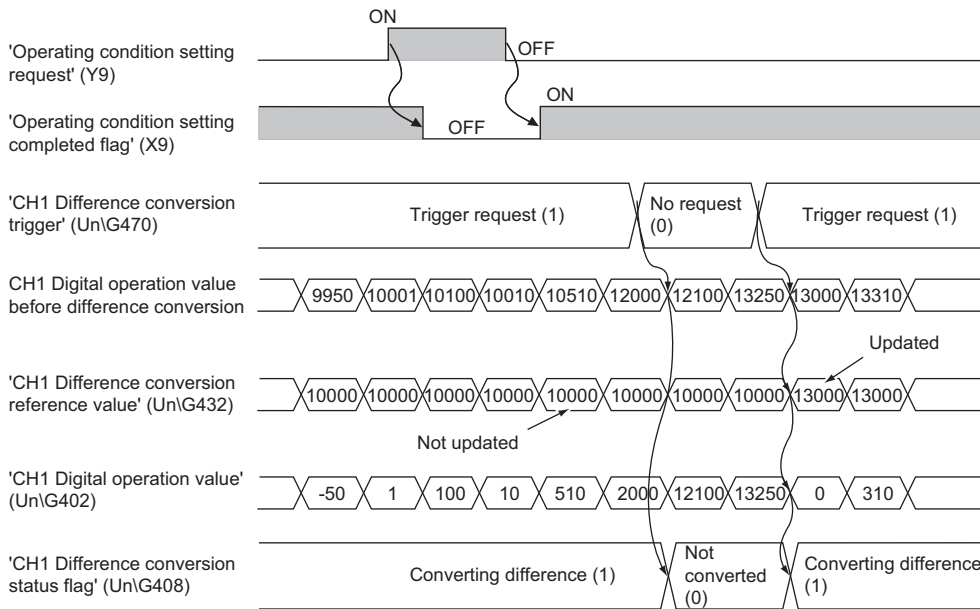 ON
'Operating condition setting
request' (Y9)
OFF
ON
'Operating condition setting
completed flag' (X9)
OFF
'CH1 Difference conversion
trigger' (Un\G470)
Trigger request (1)
No request
(0)
Trigger request (1)
CH1 Digital operation value
before difference conversion
9950 10001 10100 10010 10510 12000 12100 13250 13000 13310
Updated
'CH1 Difference conversion
reference value' (Un\G432)
10000 10000 10000 10000 10000 10000 10000 10000 13000 13000
Not updated
'CH1 Digital operation value'
(Un\G402)
-50 1 100 10 510 2000 12100 13250 0 310
'CH1 Difference conversion
status flag' (Un\G408)
Converting difference (1)
Not
converted
(0)
Converting difference
(1)